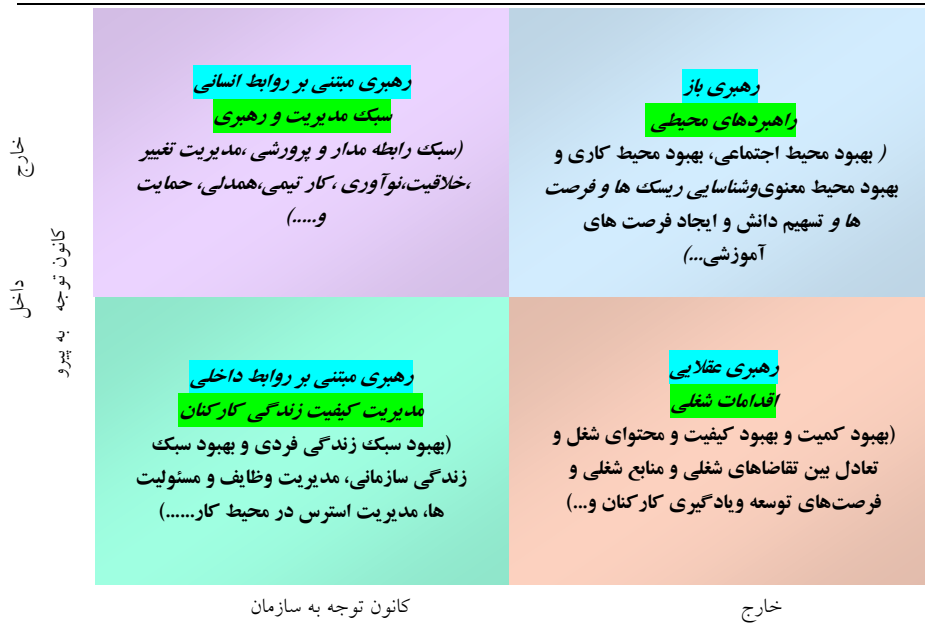 رهبری باز
راهبردهای محیطی
( بهبود محیط اجتماعی، بهبود محیط کاری و
بهبود محیط معنوی‌وشناسایی ریسک ها و فرصت
ها و تسهیم دانش و ایجاد فرصت های
آموزشی...)
رهبری مبتنی بر روابط انسانی
سبک مدیریت و رهبری
(سبک رابطه مدار و پرورشی ،مدیریت تغییر
،خلاقیت،نوآوری ،کار تیمی،همدلی، حمایت
و.....)
رهبری عقلایی
اقدامات شغلی
(بهبود کمیت و بهبود کیفیت و محتوای شغل و
تعادل بین تقاضاهای شغلی و منابع شغلی و
فرصت‌های توسعه ویادگیری کارکنان و...)
رهبری مبتنی بر روابط داخلی
مدیریت کیفیت زندگی کارکنان
(بهبود سبک زندگی فردی و بهبود سبک
زندگی سازمانی، مدیریت وظایف و مسئولیت
ها، مدیریت استرس در محیط کار......)
خارج
داخل
کانون توجه به پیرو
خارج
کانون توجه به سازمان